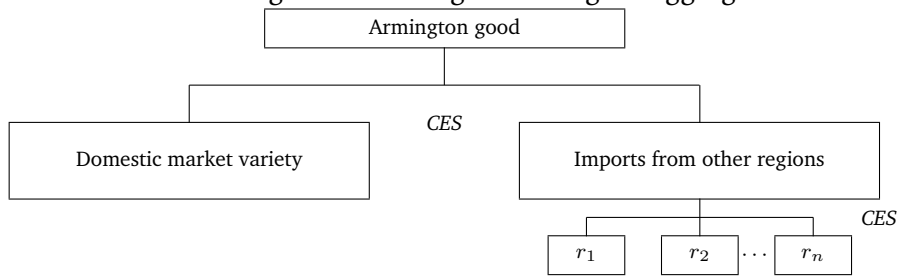 Armington good
CES
Domestic market variety
Imports from other regions
CES
r1 r2 ... rn